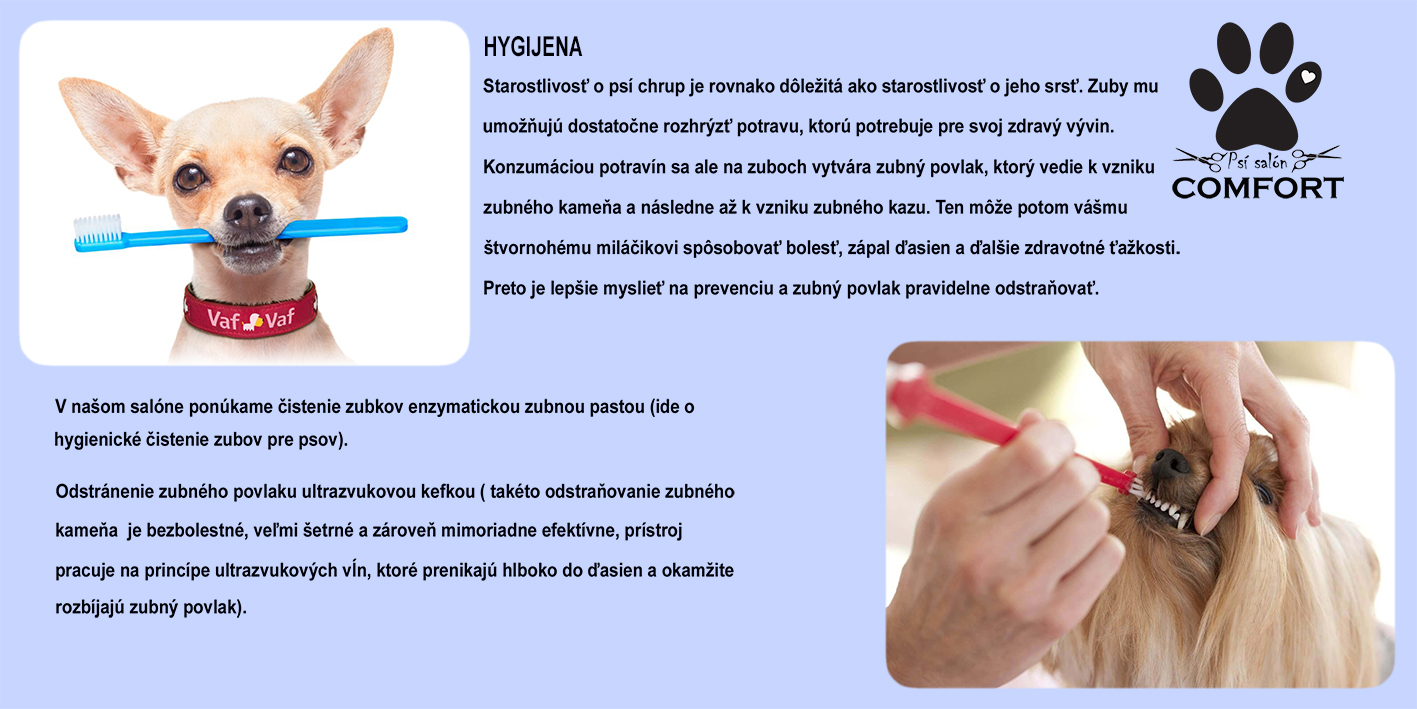 HYGIJENA
Starostlivosť o psí chrup je rovnako dôležitá ako starostlivosť o jeho srsť. Zuby mu
umožňujú dostatočne rozhrýzť potravu, ktorú potrebuje pre svoj zdravý vývin.
Konzumáciou potravín sa ale na zuboch vytvára zubný povlak, ktorý vedie k vzniku
zubného kameňa a následne až k vzniku zubného kazu. Ten môže potom vášmu
štvornohému miláčikovi spôsobovať bolesť, zápal ďasien a ďalšie zdravotné ťažkosti.
Preto je lepšie myslieť na prevenciu a zubný povlak pravidelne odstraňovať.
Psí salón
COMFORT
Vaf Vaf
V našom salóne ponúkame čistenie zubkov enzymatickou zubnou pastou (ide o
hygienické čistenie zubov pre psov).
Odstránenie zubného povlaku ultrazvukovou kefkou ( takéto odstraňovanie zubného
kameňa  je bezbolestné, veľmi šetrné a zároveň mimoriadne efektívne, prístroj
pracuje na princípe ultrazvukových vĺn, ktoré prenikajú hlboko do ďasien a okamžite
rozbíjajú zubný povlak).